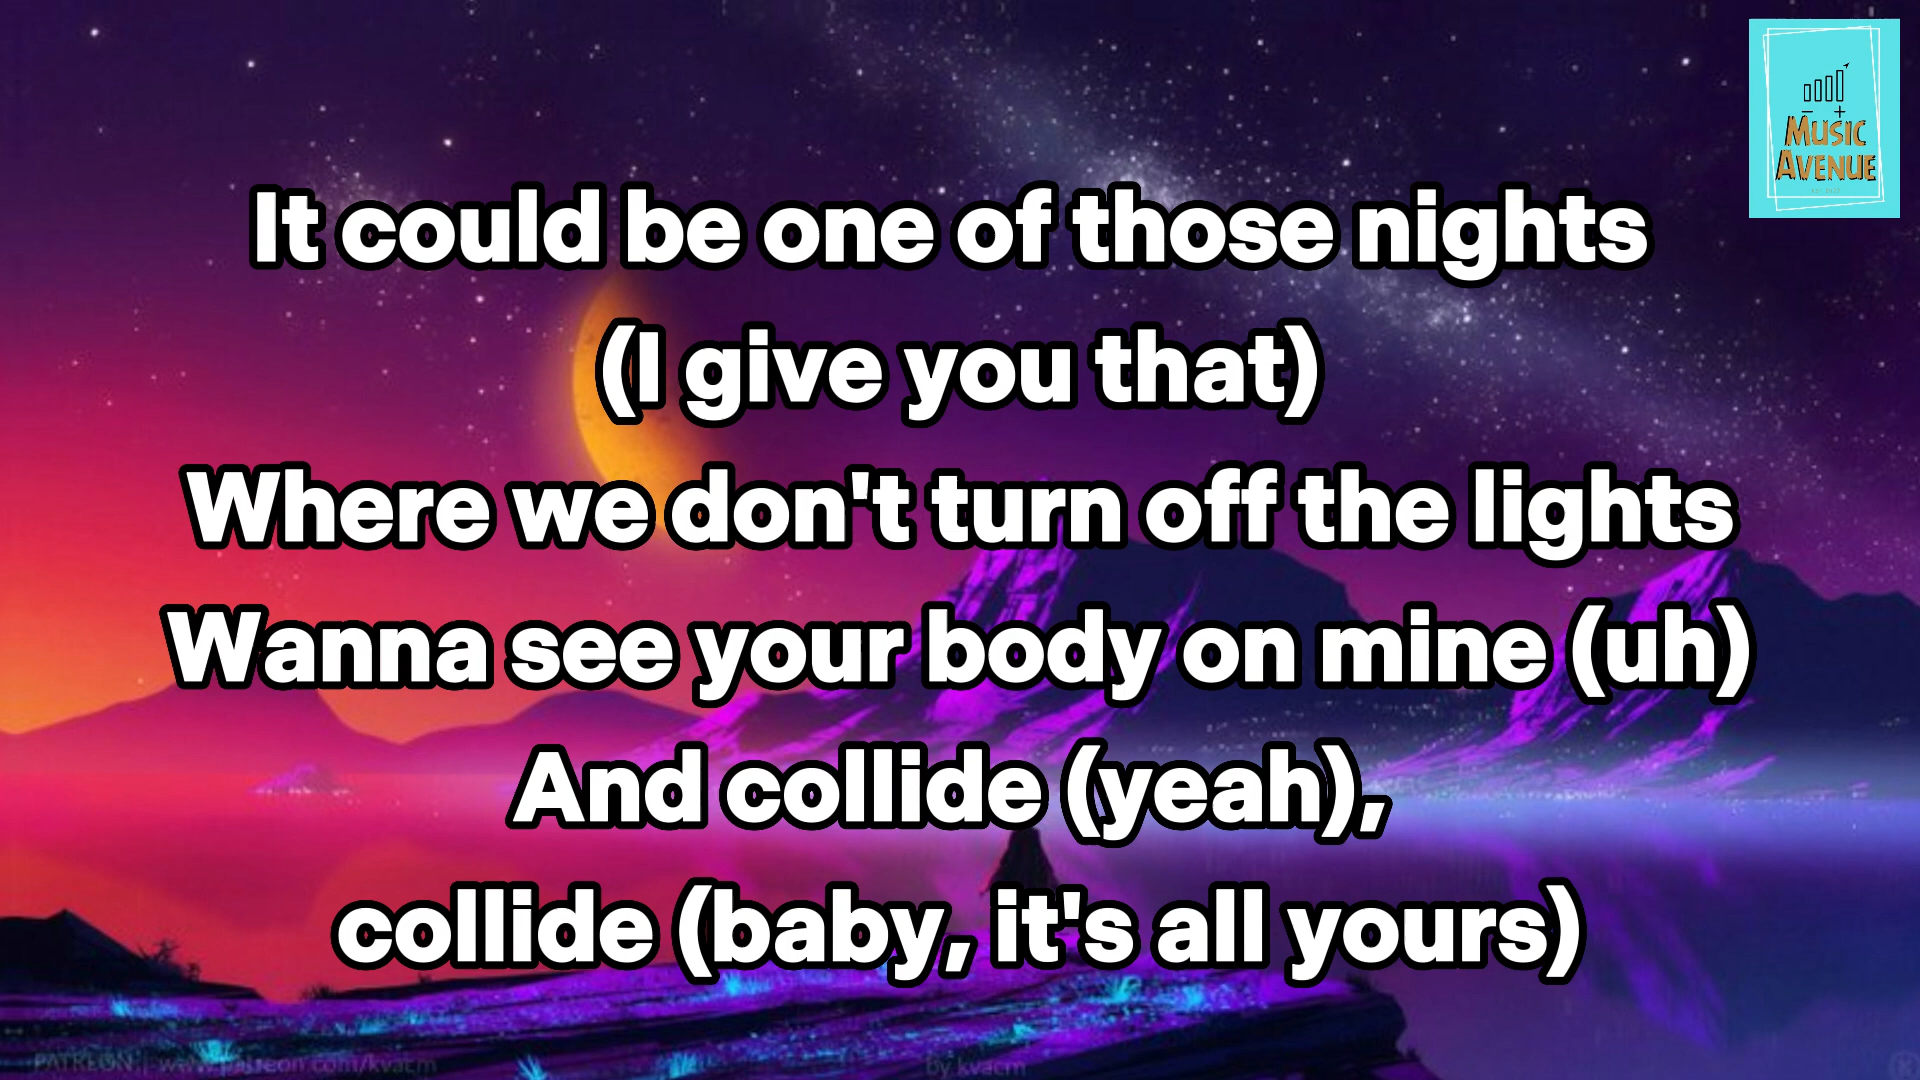 MUSIC
AVENUE
It could be one of those nights
(I give you that)
Where we don't turn off the lights
Wanna see your body on mine (uh)
And collide (yeah),
collide (baby, it's all yours)
PATREON | www.patreon.com/kvacm
by kvacm